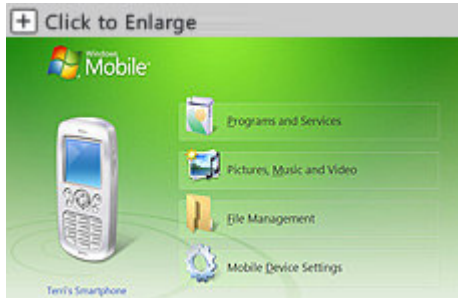 Click to Enlarge
Windows
Mobile
Programs and Services
Pictures, Music and Video
File Management
Mobile Device Settings
Terri's Smartphone